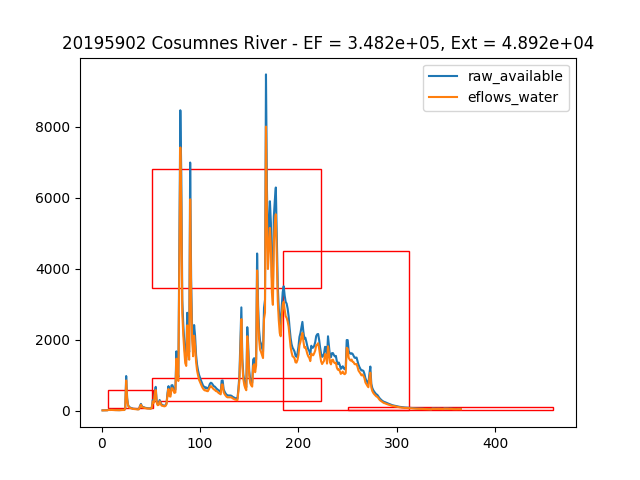 20195902 Cosumnes River - EF = 3.482e+05, Ext = 4.892e+04
raw_available
eflows_water
8000
6000
4000
2000
0
0 100 200 300 400